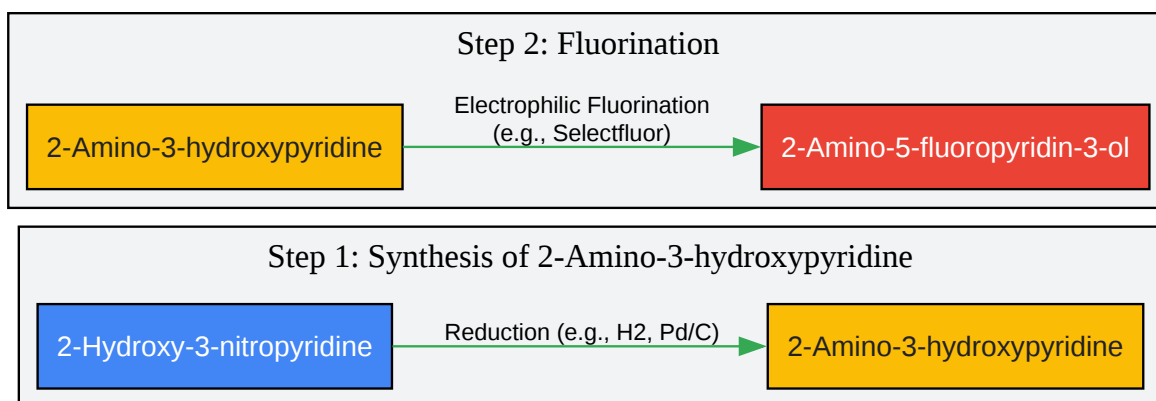 Step 2: Fluorination
Electrophilic Fluorination
(e.g., Selectfluor)
2-Amino-3-hydroxypyridine
2-Amino-5-fluoropyridin-3-ol
Step 1: Synthesis of 2-Amino-3-hydroxypyridine
2-Hydroxy-3-nitropyridine
Reduction (e.g., H2, Pd/C)
2-Amino-3-hydroxypyridine